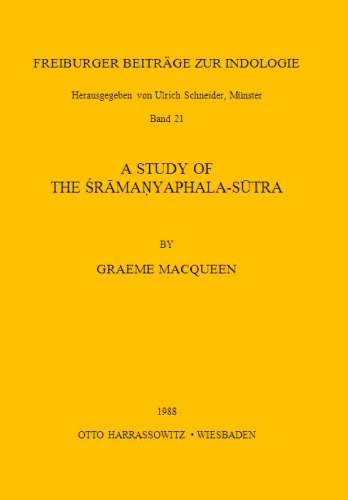 FREIBURGER BEITRÄGE ZUR INDOLOGIE
Herausgegeben von Ulrich Schneider, Münster
Band 21
A STUDY OF
THE ŚRĀMAṆYAPHALA-SŪTRA
BY
GRAEME MACQUEEN
1988
OTTO HARRASSOWITZ • WIESBADEN